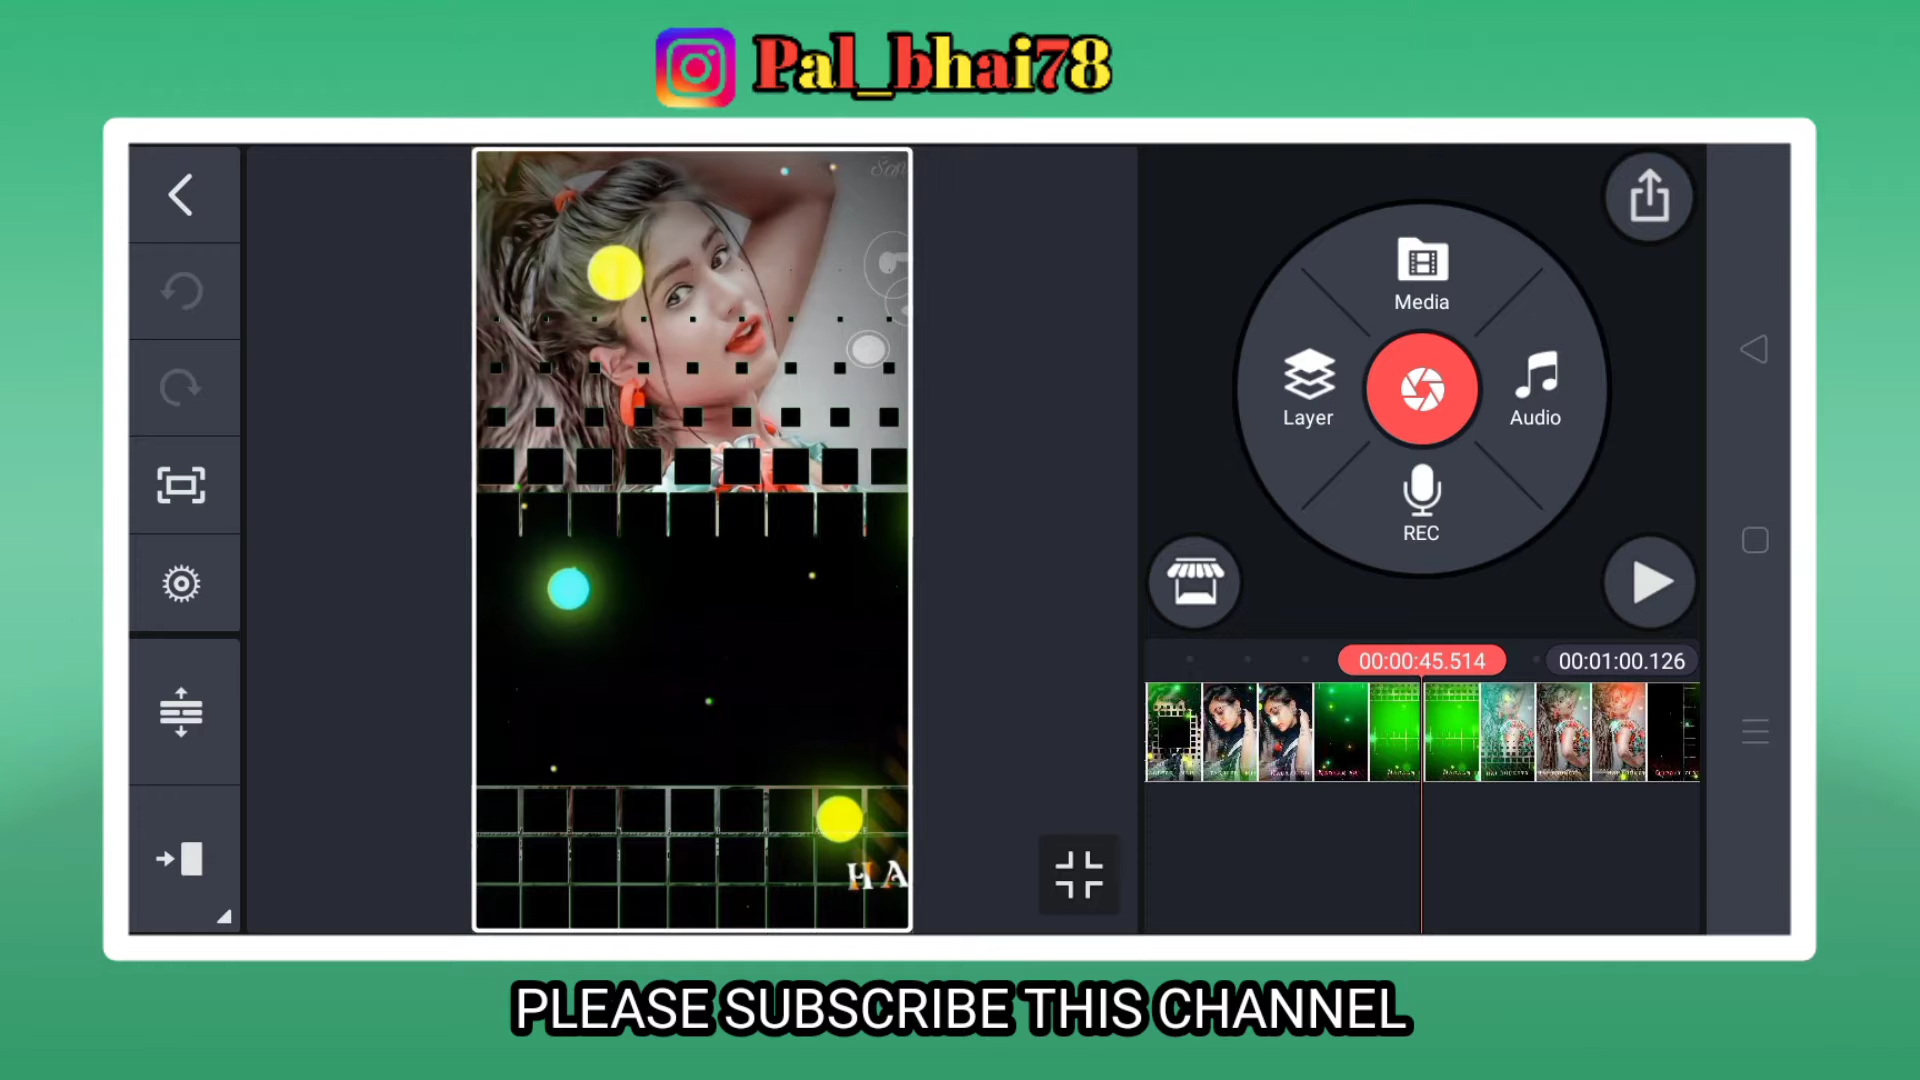 Pal_bhai78
Media
Layer
Audio
REC
00:00:45.514
00:01:00.126
HA
PLEASE SUBSCRIBE THIS CHANNEL